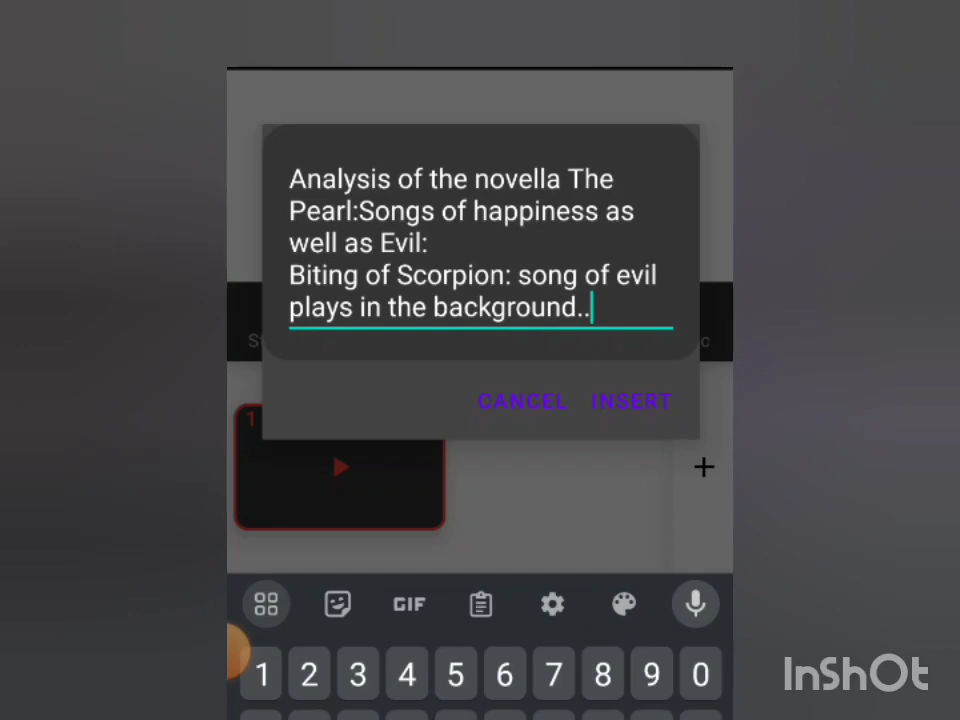 Analysis of the novella The
Pearl:Songs of happiness as
well as Evil:
Biting of Scorpion: song of evil
plays in the background..
S
c
CANCEL INSERT
1
+
GIF
1 2 3 4 5 6 7 8 9 0
InShOt